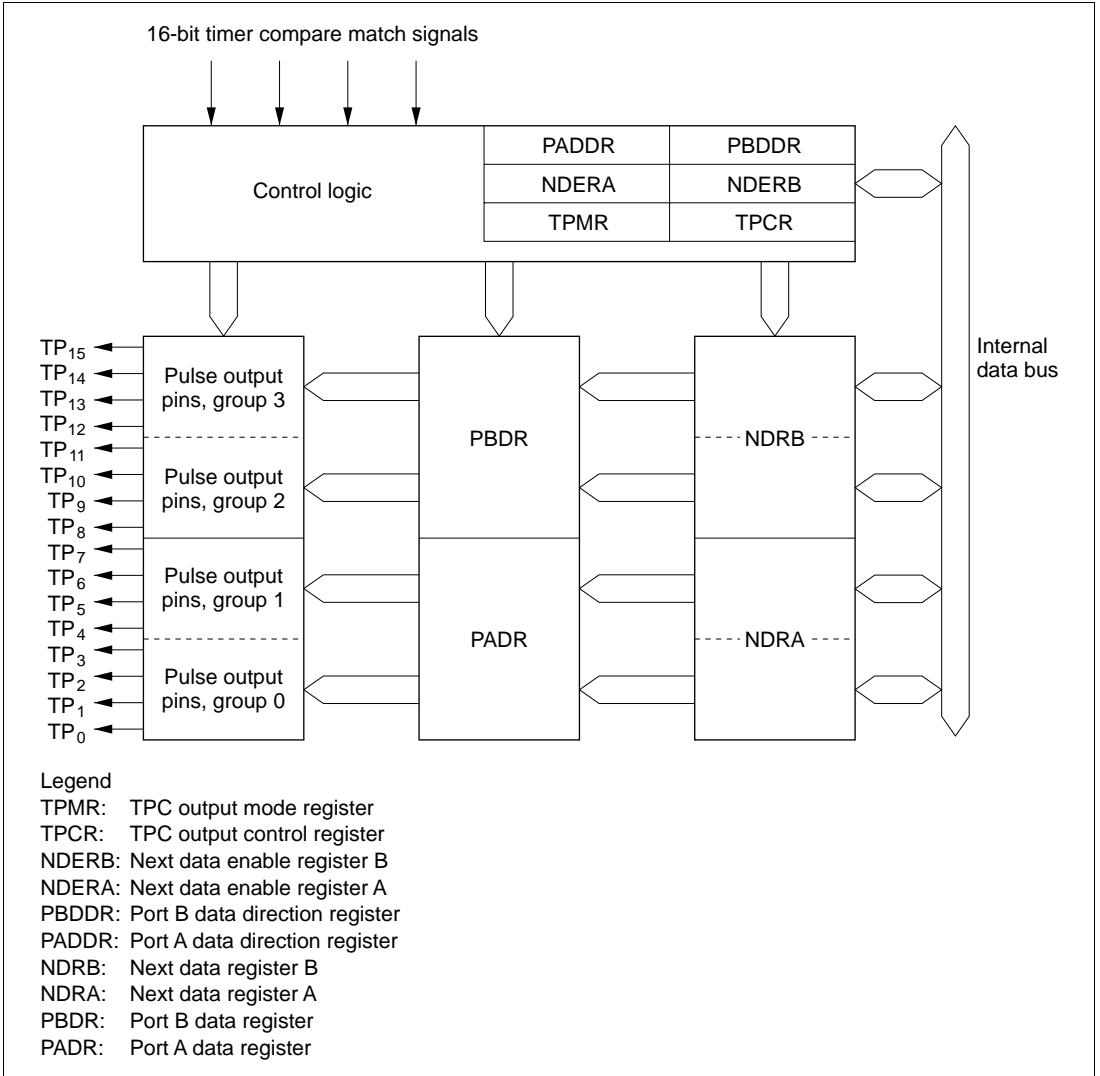 16-bit timer compare match signals
Control logic
PADDR PBDDR
NDERA NDERB
TPMR TPCR
Internal
data bus
TP15
TP14
TP13
TP12
TP11
TP10
TP9
TP8
TP7
TP6
TP5
TP4
TP3
TP2
TP1
TP0
Pulse output
pins, group 3
Pulse output
pins, group 2
Pulse output
pins, group 1
Pulse output
pins, group 0
PBDR
PADR
NDRB
NDRA
Legend
TPMR: TPC output mode register
TPCR: TPC output control register
NDERB: Next data enable register B
NDERA: Next data enable register A
PBDDR: Port B data direction register
PADDR: Port A data direction register
NDRB: Next data register B
NDRA: Next data register A
PBDR: Port B data register
PADR: Port A data register